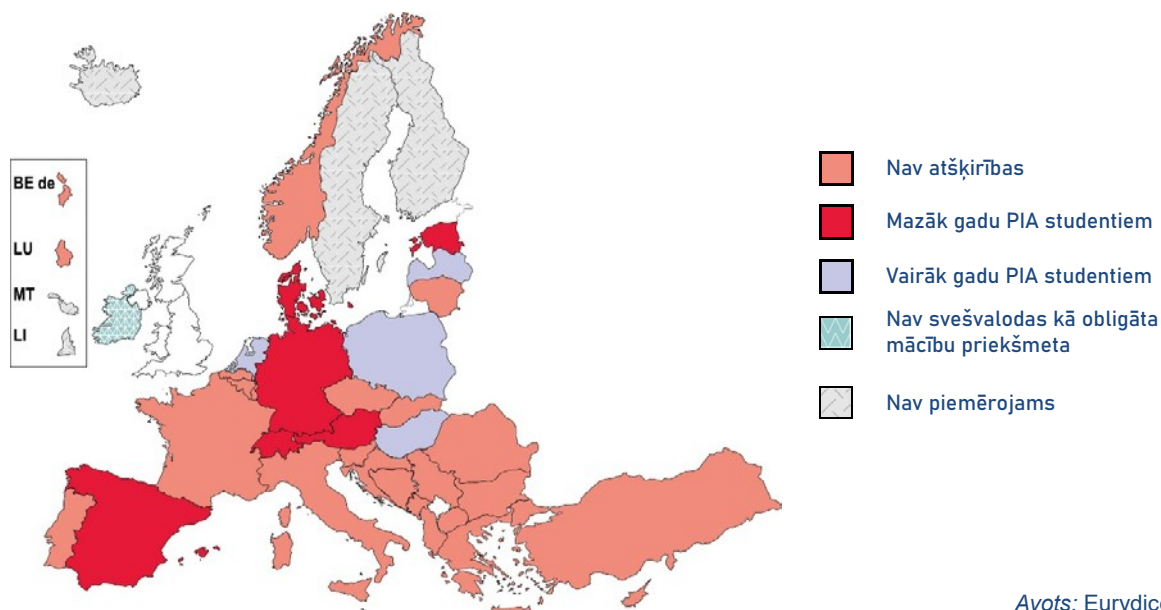 BE de
LU
MT
LI
Nav atšķirības
Mazāk gadu PIA studentiem
Vairāk gadu PIA studentiem
Nav svešvalodas kā obligāta
mācību priekšmeta
Nav piemērojams
Avots: Eurydice